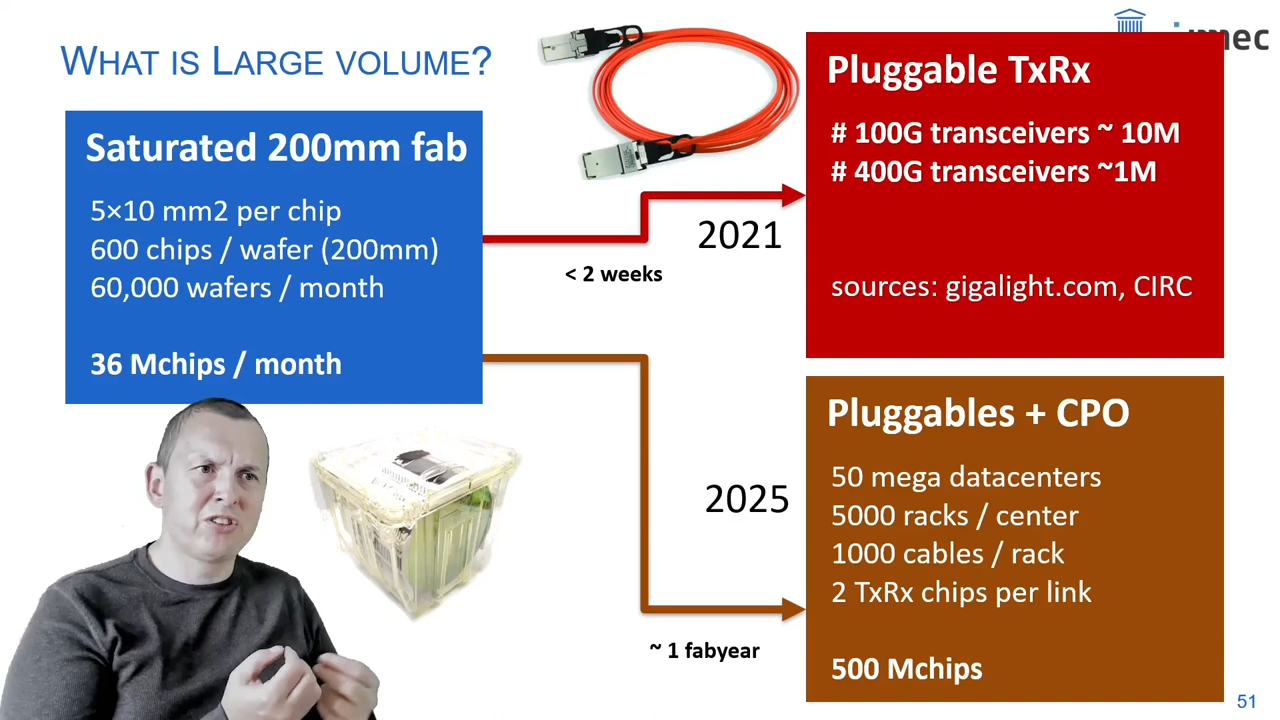 WHAT IS LARGE VOLUME?
imec
Saturated 200mm fab
5×10 mm2 per chip
600 chips / wafer (200mm)
60,000 wafers / month
36 Mchips / month
< 2 weeks
2021
Pluggable TxRx
# 100G transceivers ~ 10M
# 400G transceivers ~1M
sources: gigalight.com, CIRC
2025
~ 1 fabyear
Pluggables + CPO
50 mega datacenters
5000 racks / center
1000 cables / rack
2 TxRx chips per link
500 Mchips
51